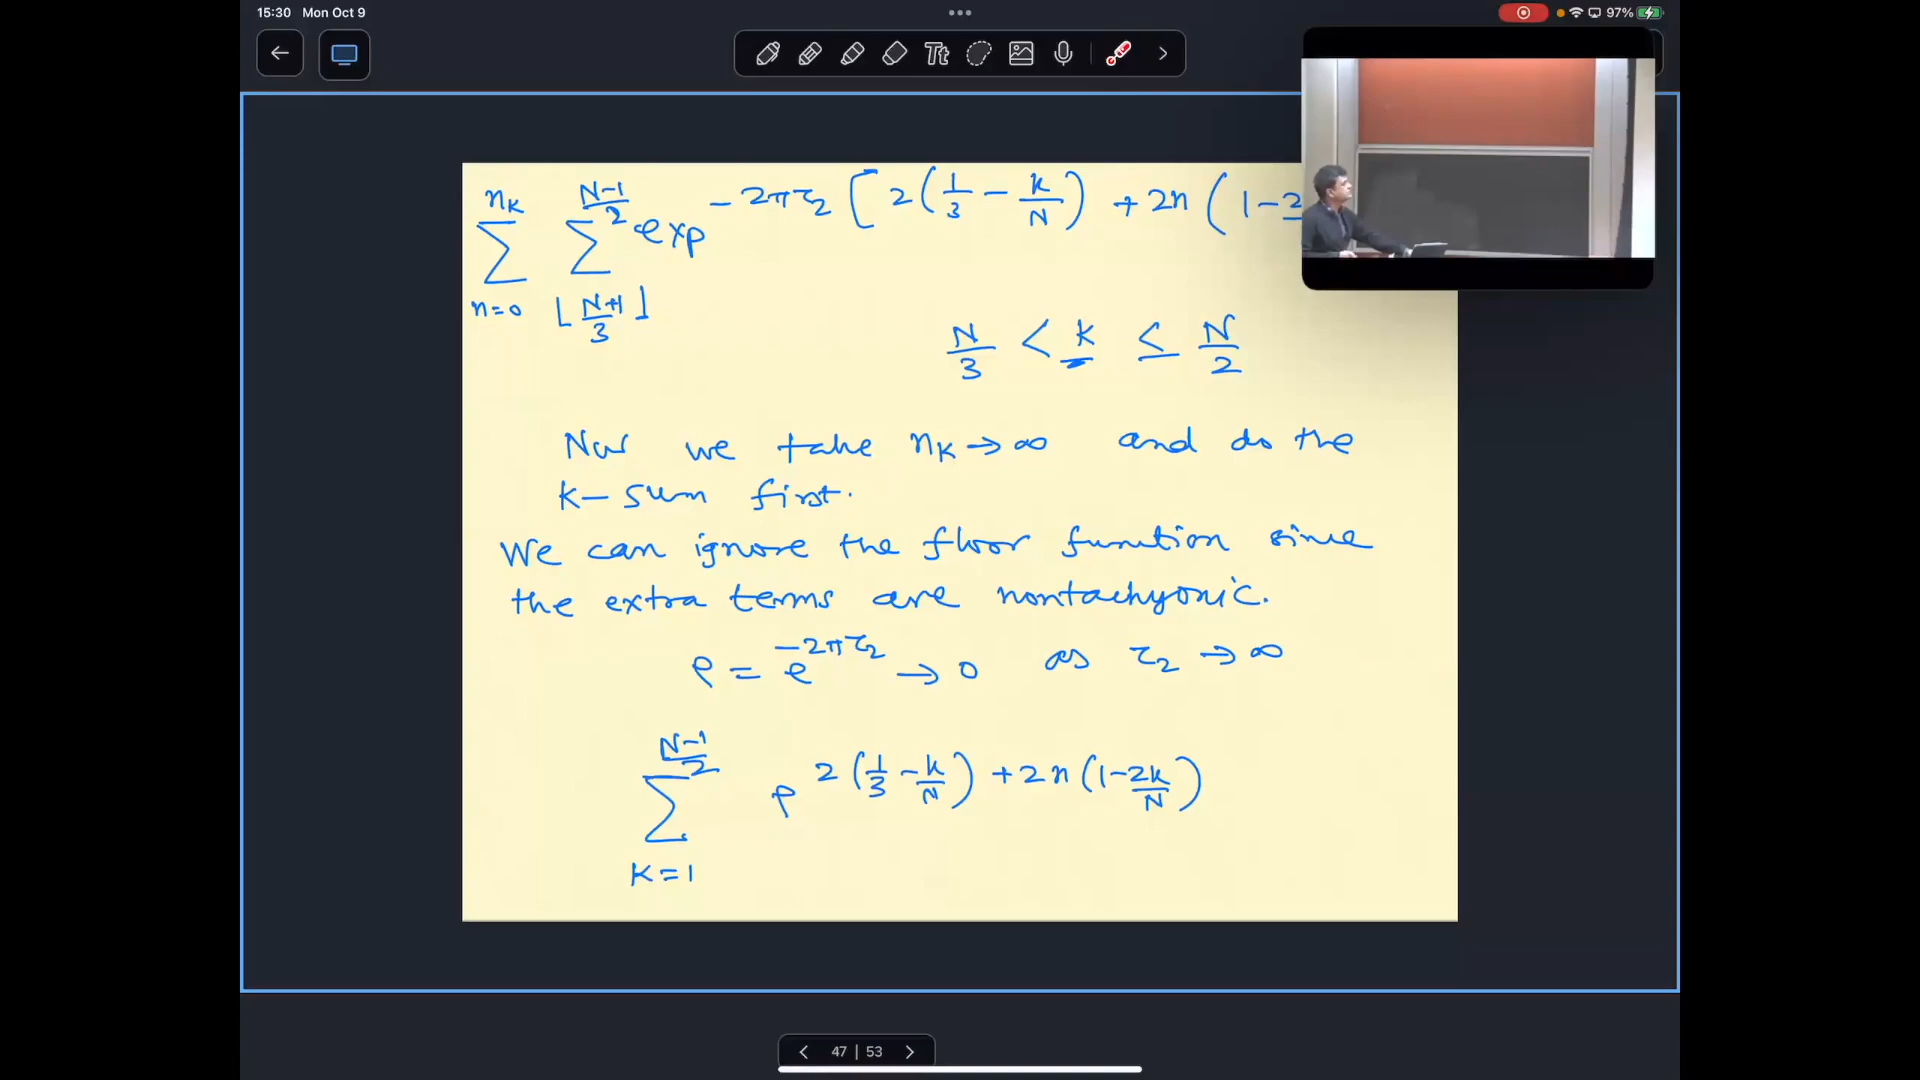 15:30 Mon Oct 9
97%
Tt
n_k N-1/2
∑ ∑ exp -2πτ₂ [ 2 ( 1/3 - k/N ) + 2n ( 1-2
n=0 ⌊ N+1/3 ⌋
N/3 < k ≤ N/2
Now we take n_k → ∞ and do the
k- sum first.
We can ignore the floor function since
the extra terms are nontachyonic.
ρ = e^{-2πτ₂} → 0 as τ₂ → ∞
N-1/2
∑ ρ^{2 ( 1/3 - k/N ) + 2n ( 1-2k/N )}
k=1
47 | 53